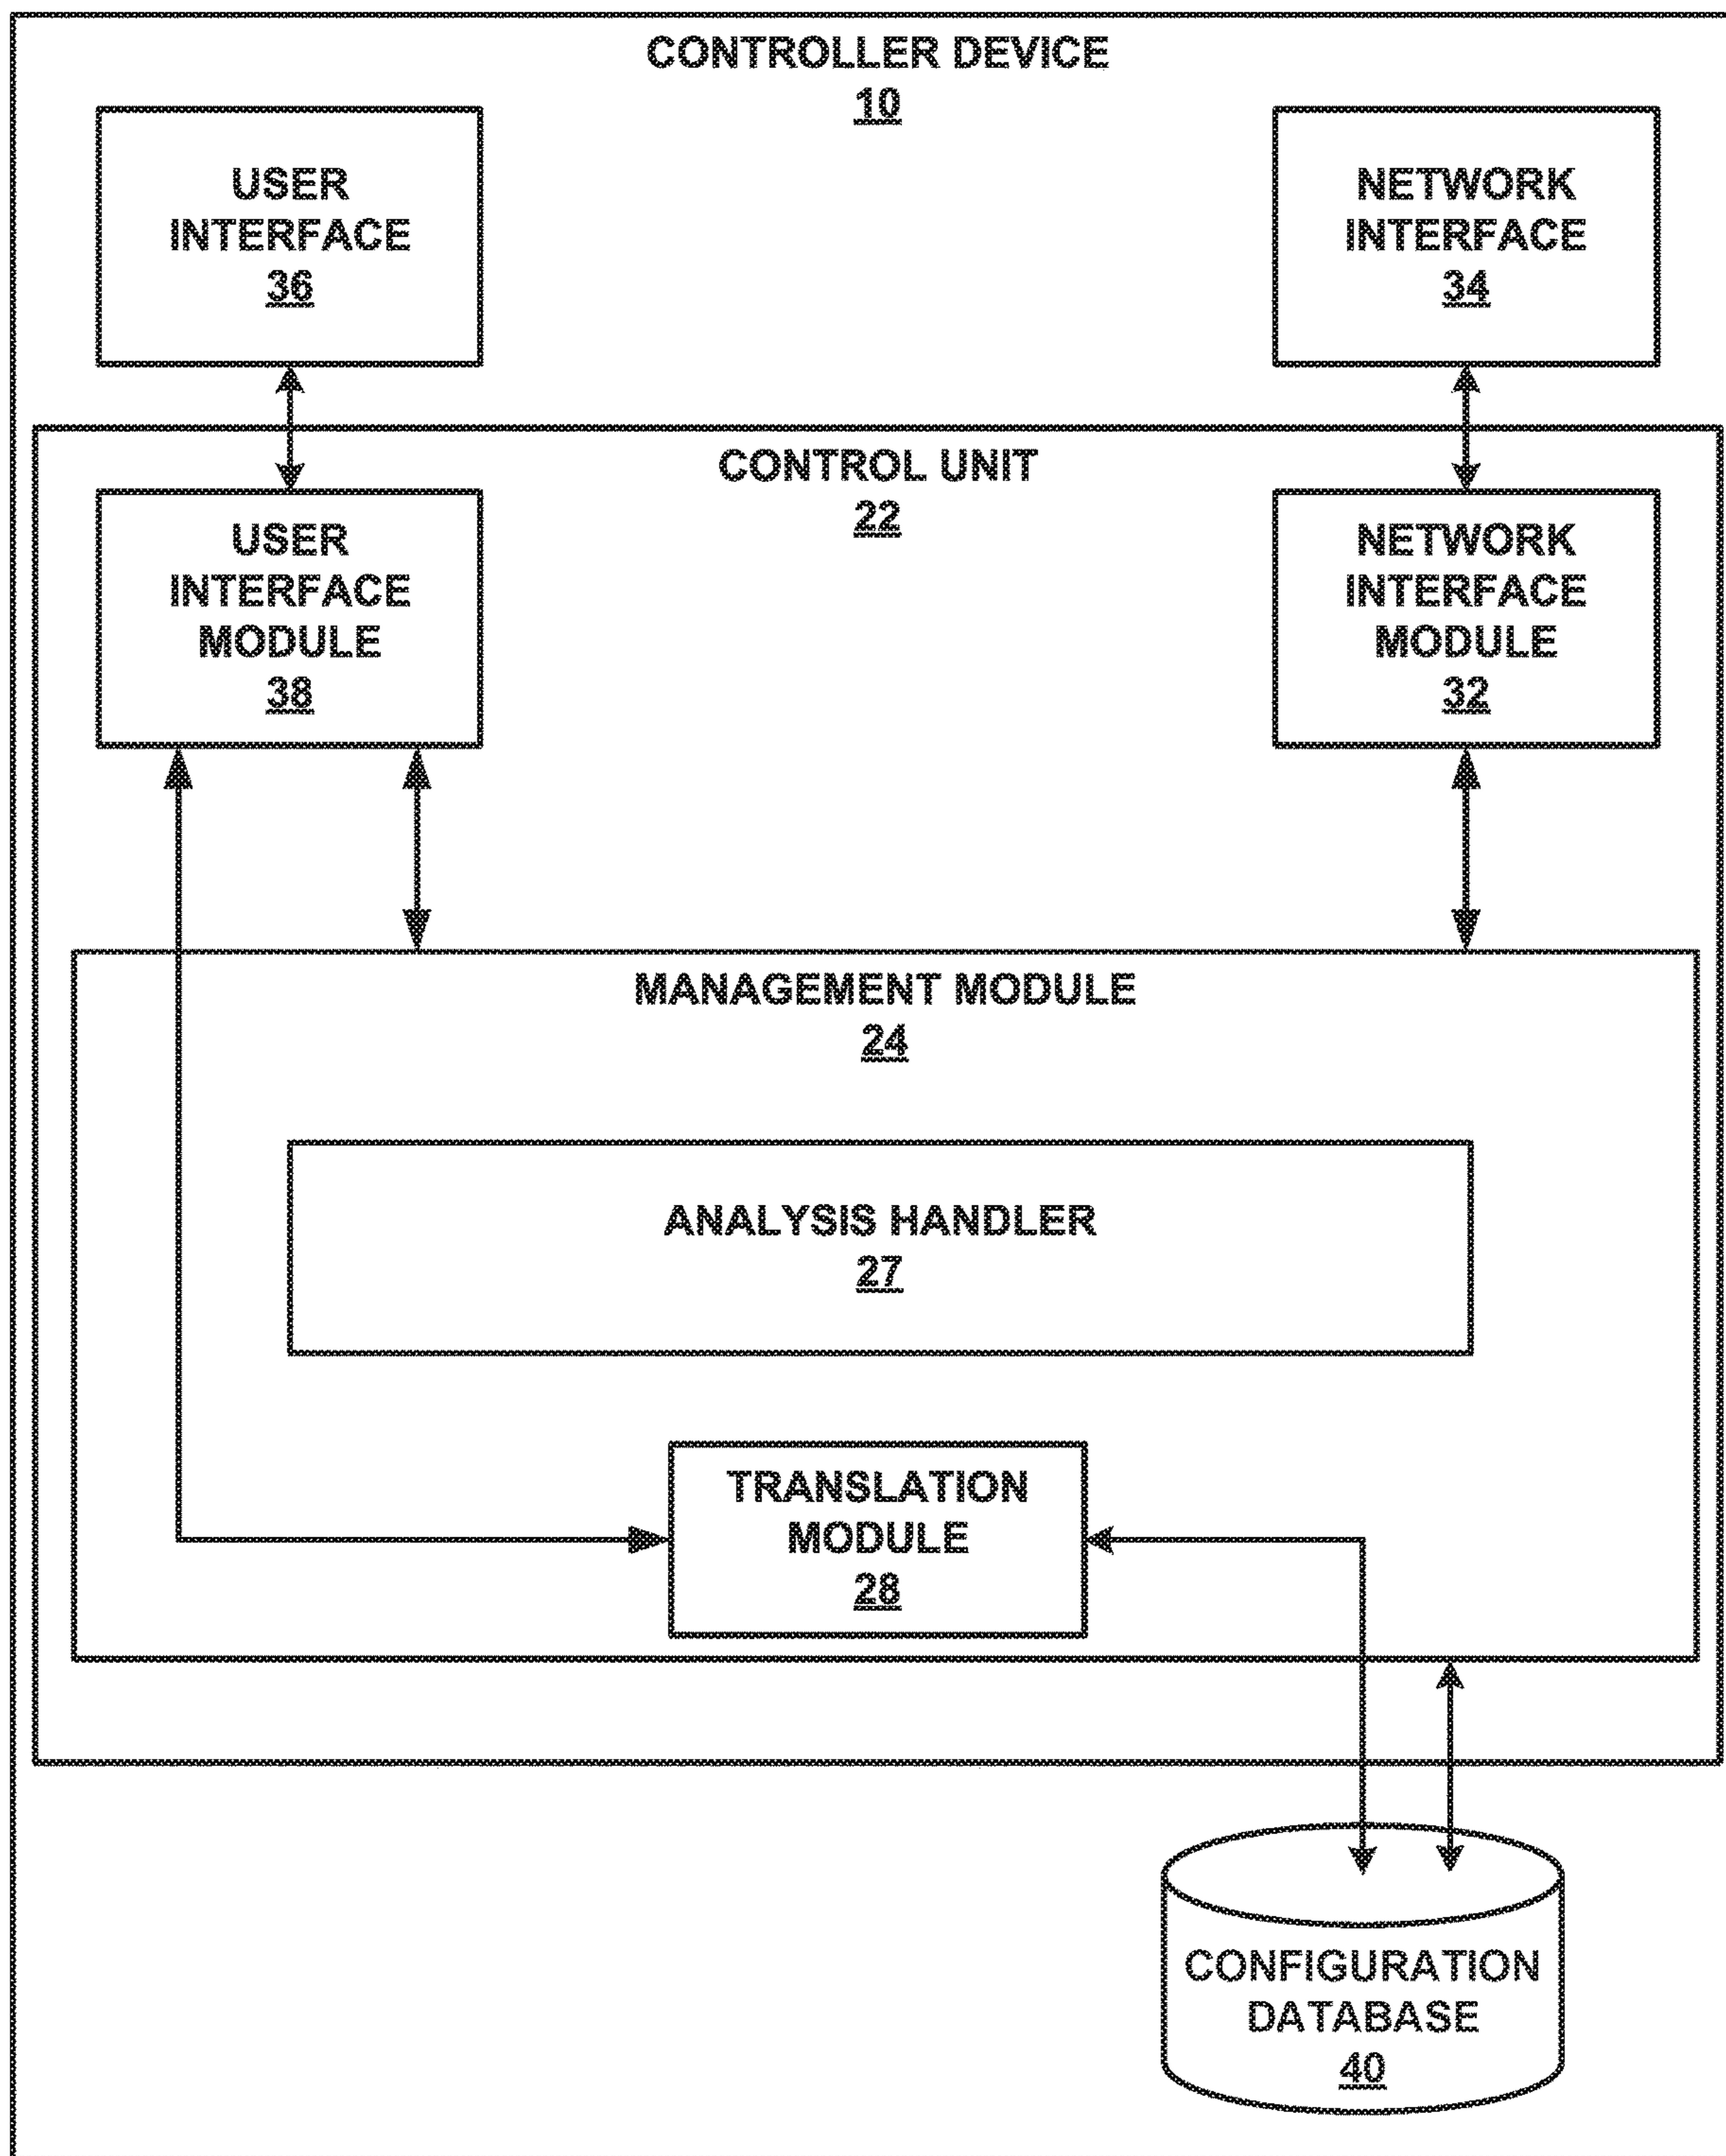 CONTROLLER DEVICE
10
USER
INTERFACE
36
NETWORK
INTERFACE
34
CONTROL UNIT
22
USER
INTERFACE
MODULE
38
NETWORK
INTERFACE
MODULE
32
MANAGEMENT MODULE
24
ANALYSIS HANDLER
27
TRANSLATION
MODULE
28
CONFIGURATION
DATABASE
40